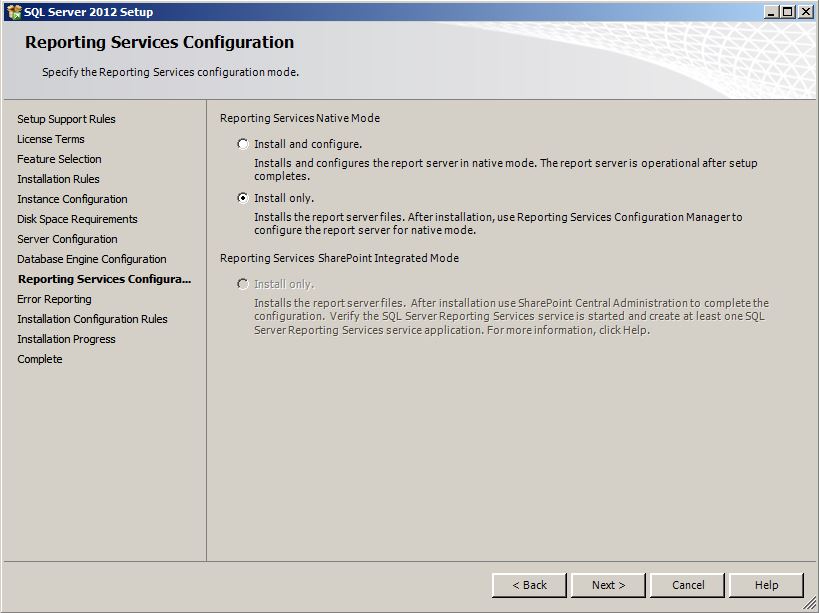 SQL Server 2012 Setup
Reporting Services Configuration
Specify the Reporting Services configuration mode.
Setup Support Rules
License Terms
Feature Selection
Installation Rules
Instance Configuration
Disk Space Requirements
Server Configuration
Database Engine Configuration
Reporting Services Configura...
Error Reporting
Installation Configuration Rules
Installation Progress
Complete
Reporting Services Native Mode
Install and configure.
Installs and configures the report server in native mode. The report server is operational after setup
completes.
Install only.
Installs the report server files. After installation, use Reporting Services Configuration Manager to
configure the report server for native mode.
Reporting Services SharePoint Integrated Mode
Install only.
Installs the report server files. After installation use SharePoint Central Administration to complete the
configuration. Verify the SQL Server Reporting Services service is started and create at least one SQL
Server Reporting Services service application. For more information, click Help.
< Back
Next >
Cancel
Help